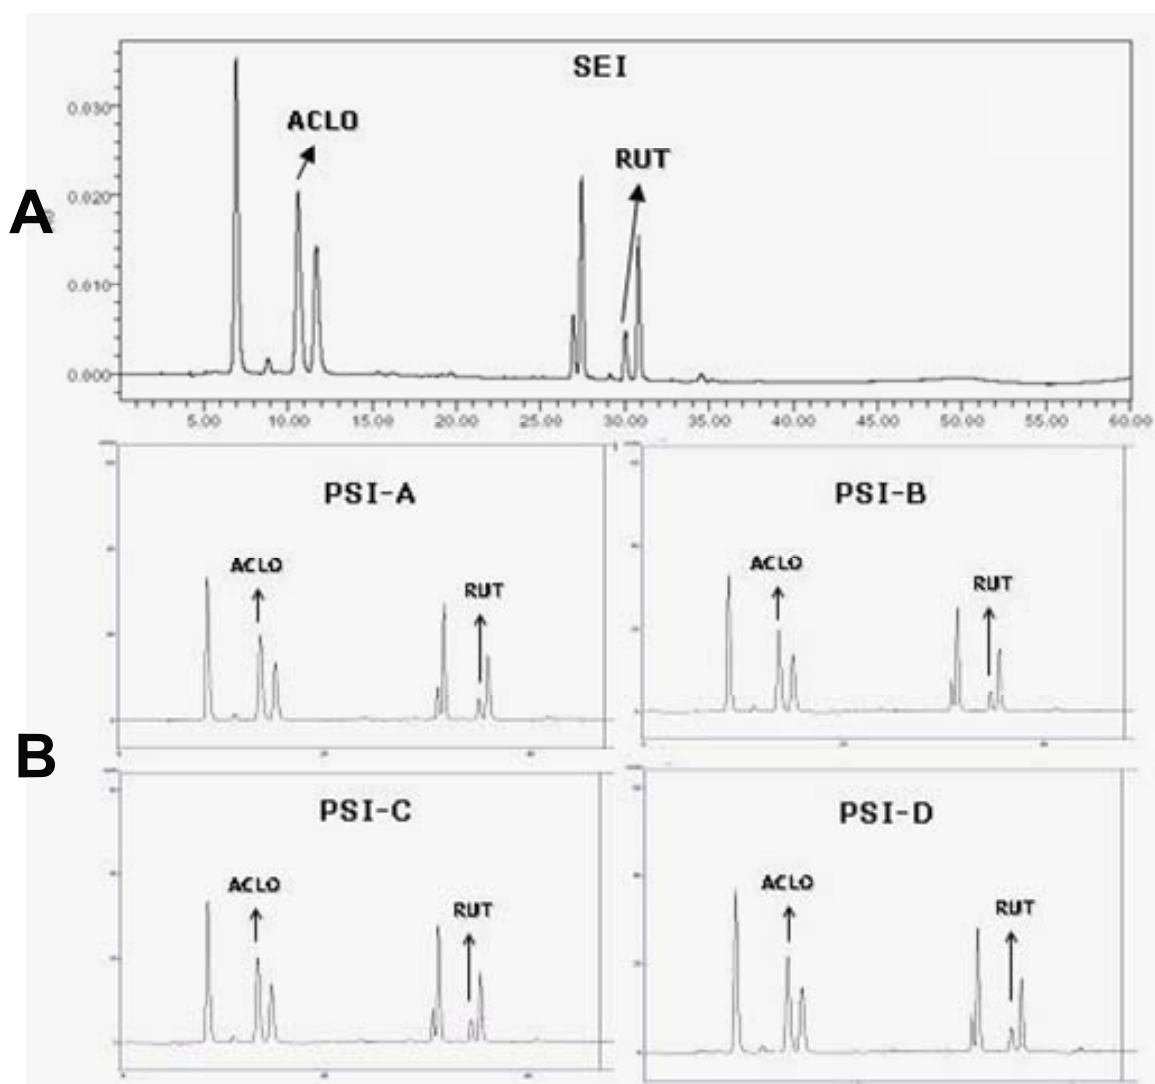 SEI
ACLO
RUT
A
0.030
0.020
0.010
0.000
5.00 10.00 15.00 20.00 25.00 30.00 35.00 40.00 45.00 50.00 55.00 60.00
PSI-A PSI-B
ACLO RUT ACLO RUT
B
PSI-C PSI-D
ACLO RUT ACLO RUT